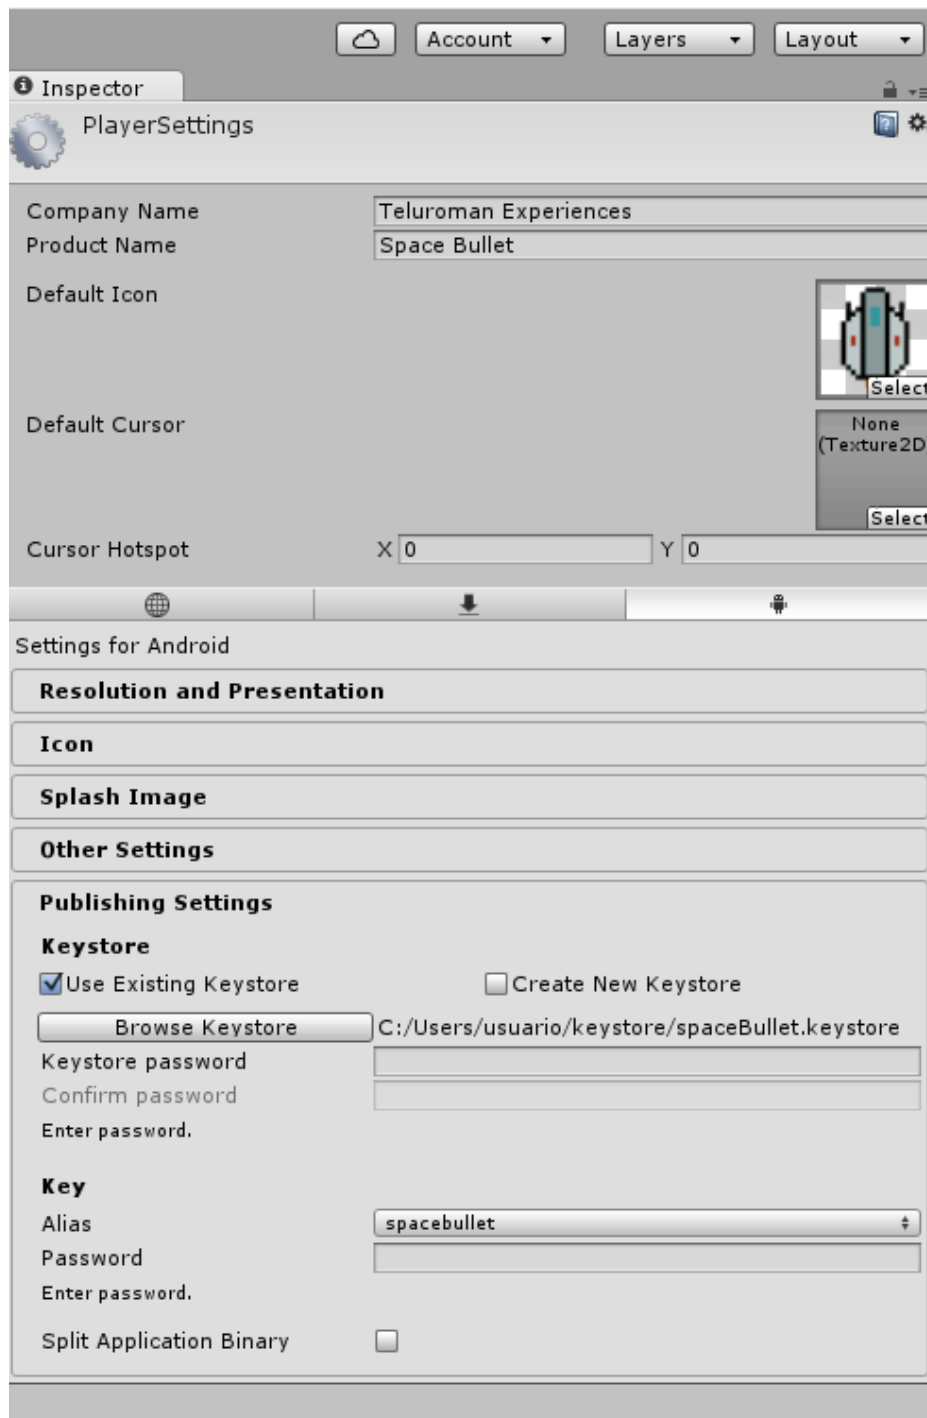 Account Layers Layout
Inspector
PlayerSettings
Company Name Teluroman Experiences
Product Name Space Bullet
Default Icon
Select
Default Cursor None
(Texture2D)
Select
Cursor Hotspot X 0 Y 0
Settings for Android
Resolution and Presentation
Icon
Splash Image
Other Settings
Publishing Settings
Keystore
Use Existing Keystore Create New Keystore
Browse Keystore C:/Users/usuario/keystore/spaceBullet.keystore
Keystore password
Confirm password
Enter password.
Key
Alias spacebullet
Password
Enter password.
Split Application Binary